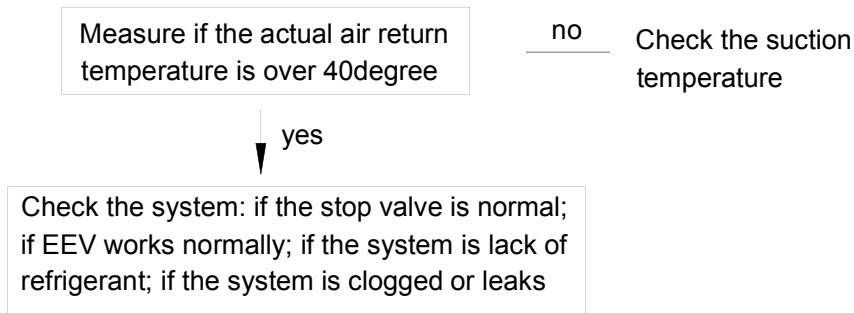 Measure if the actual air return
temperature is over 40degree
no
Check the suction
temperature
yes
Check the system: if the stop valve is normal;
if EEV works normally; if the system is lack of
refrigerant; if the system is clogged or leaks